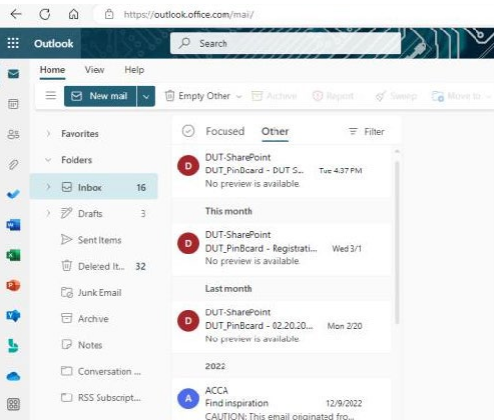 https://outlook.office.com/mai/
Outlook
Search
Home View Help
New mail
Empty Other
Archive
Report
Sweep
Move to
Favorites
Folders
Inbox 16
Drafts 3
Sent Items
Deleted It... 32
Junk Email
Archive
Notes
Conversation ...
RSS Subscript...
Focused Other Filter
D
DUT-SharePoint
DUT_PinBoard - DUT S... Tue 4:37 PM
No preview is available.
This month
D
DUT-SharePoint
DUT_PinBoard - Registrati... Wed 3/1
No preview is available.
Last month
D
DUT-SharePoint
DUT_PinBoard - 02.20.20... Mon 2/20
No preview is available.
2022
A
ACCA
Find inspiration 12/9/2022
CAUTION: This email originated fro...